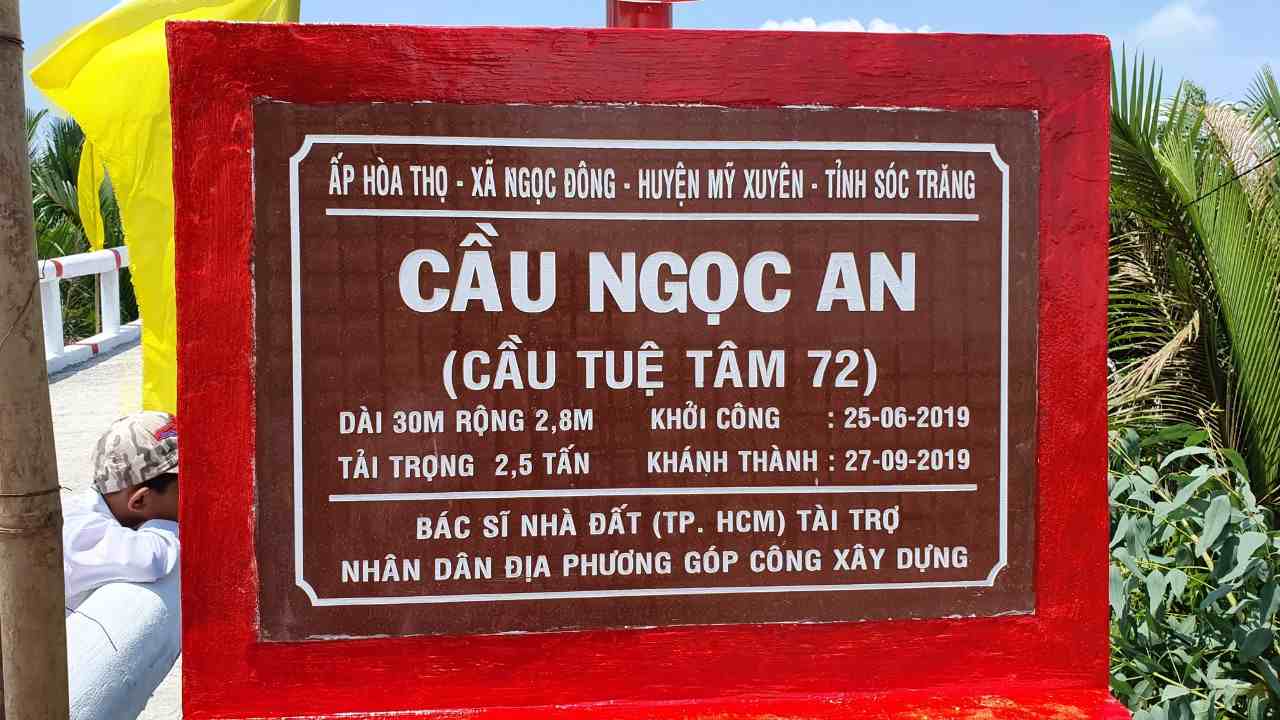 ẤP HÒA THỌ - XÃ NGỌC ĐÔNG - HUYỆN MỸ XUYÊN - TỈNH SÓC TRĂNG
CẦU NGỌC AN
(CẦU TUỆ TÂM 72)
DÀI 30M RỘNG 2,8M KHỞI CÔNG : 25-06-2019
TẢI TRỌNG 2,5 TẤN KHÁNH THÀNH : 27-09-2019
BÁC SĨ NHÀ ĐẤT (TP. HCM) TÀI TRỢ
NHÂN DÂN ĐỊA PHƯƠNG GÓP CÔNG XÂY DỰNG